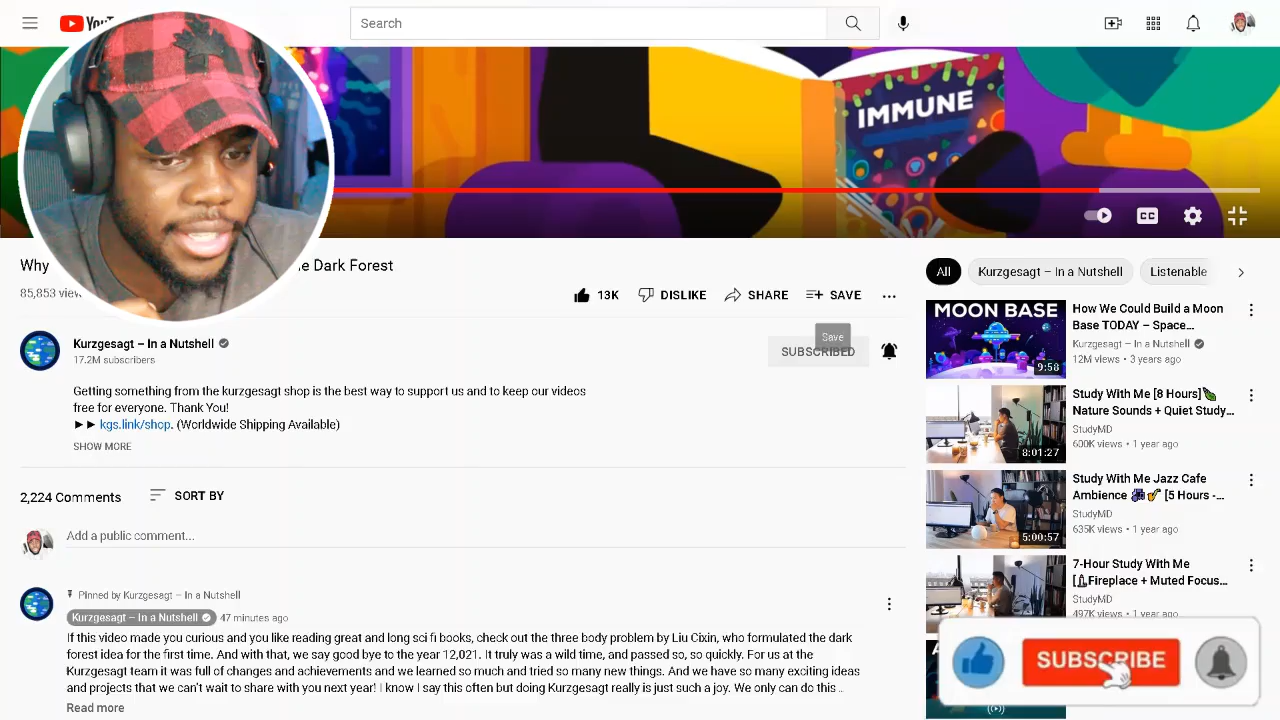 Search
IMMUNE
CC
Why
e Dark Forest
85,853 view
13K
DISLIKE
SHARE
SAVE
Save
SUBSCRIBED
Kurzgesagt – In a Nutshell
17.2M subscribers
Getting something from the kurzgesagt shop is the best way to support us and to keep our videos
free for everyone. Thank You!
►► kgs.link/shop. (Worldwide Shipping Available)
SHOW MORE
2,224 Comments
SORT BY
Add a public comment...
Pinned by Kurzgesagt – In a Nutshell
Kurzgesagt – In a Nutshell
47 minutes ago
If this video made you curious and you like reading great and long sci fi books, check out the three body problem by Liu Cixin, who formulated the dark
forest idea for the first time. And with that, we say good bye to the year 12,021. It truly was a wild time, and passed so, so quickly. For us at the
Kurzgesagt team it was full of changes and achievements and we learned so much and tried so many new things. And we have so many exciting ideas
and projects that we can't wait to share with you next year! I know I say this often but doing Kurzgesagt really is just such a joy. We only can do this ..
Read more
All
Kurzgesagt – In a Nutshell
Listenable
MOON BASE
9:58
How We Could Build a Moon
Base TODAY – Space...
Kurzgesagt – In a Nutshell
12M views • 3 years ago
8:01:27
Study With Me [8 Hours]🍃
Nature Sounds + Quiet Study...
StudyMD
600K views • 1 year ago
5:00:57
Study With Me Jazz Cafe
Ambience 🎻🎷 [5 Hours -...
StudyMD
635K views • 1 year ago
7-Hour Study With Me
Fireplace + Muted Focus...
StudyMD
497K views • 1 year ago
SUBSCRIBE